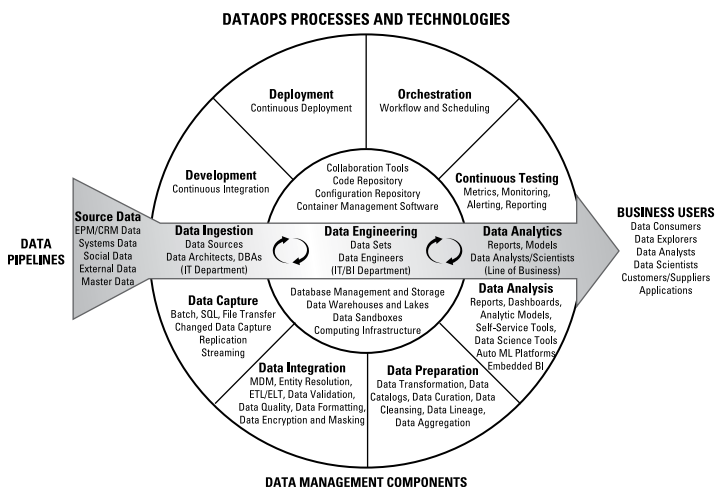 DATAOPS PROCESSES AND TECHNOLOGIES
Deployment
Continuous Deployment
Orchestration
Workflow and Scheduling
Development
Continuous Integration
Collaboration Tools
Code Repository
Configuration Repository
Container Management Software
Continuous Testing
Metrics, Monitoring,
Alerting, Reporting
DATA
PIPELINES
Source Data
EPM/CRM Data
Systems Data
Social Data
External Data
Master Data
Data Ingestion
Data Sources
Data Architects, DBAs
(IT Department)
Data Engineering
Data Sets
Data Engineers
(IT/BI Department)
Data Analytics
Reports, Models
Data Analysts/Scientists
(Line of Business)
BUSINESS USERS
Data Consumers
Data Explorers
Data Analysts
Data Scientists
Customers/Suppliers
Applications
Data Capture
Batch, SQL, File Transfer
Changed Data Capture
Replication
Streaming
Database Management and Storage
Data Warehouses and Lakes
Data Sandboxes
Computing Infrastructure
Data Analysis
Reports, Dashboards,
Analytic Models,
Self-Service Tools,
Data Science Tools
Auto ML Platforms
Embedded BI
Data Integration
MDM, Entity Resolution,
ETL/ELT, Data Validation,
Data Quality, Data Formatting,
Data Encryption and Masking
Data Preparation
Data Transformation, Data
Catalogs, Data Curation, Data
Cleansing, Data Lineage,
Data Aggregation
DATA MANAGEMENT COMPONENTS